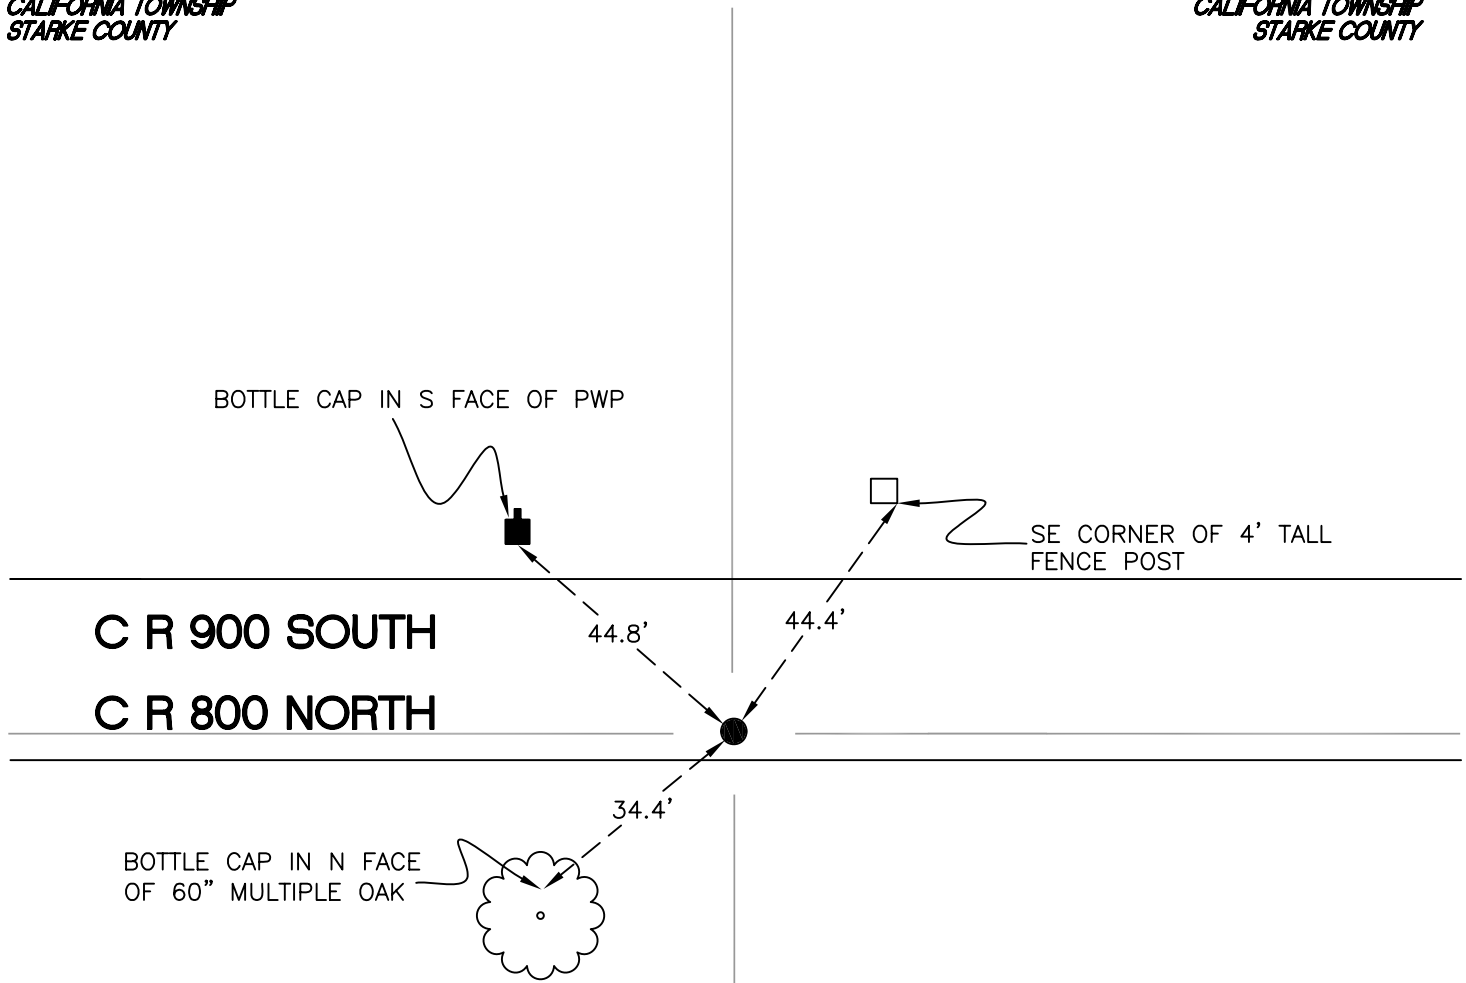 CALIFORNIA TOWNSHIP
STARKE COUNTY
CALIFORNIA TOWNSHIP
STARKE COUNTY
BOTTLE CAP IN S FACE OF PWP
SE CORNER OF 4' TALL
FENCE POST
C R 900 SOUTH
44.8'
44.4'
C R 800 NORTH
34.4'
BOTTLE CAP IN N FACE
OF 60" MULTIPLE OAK